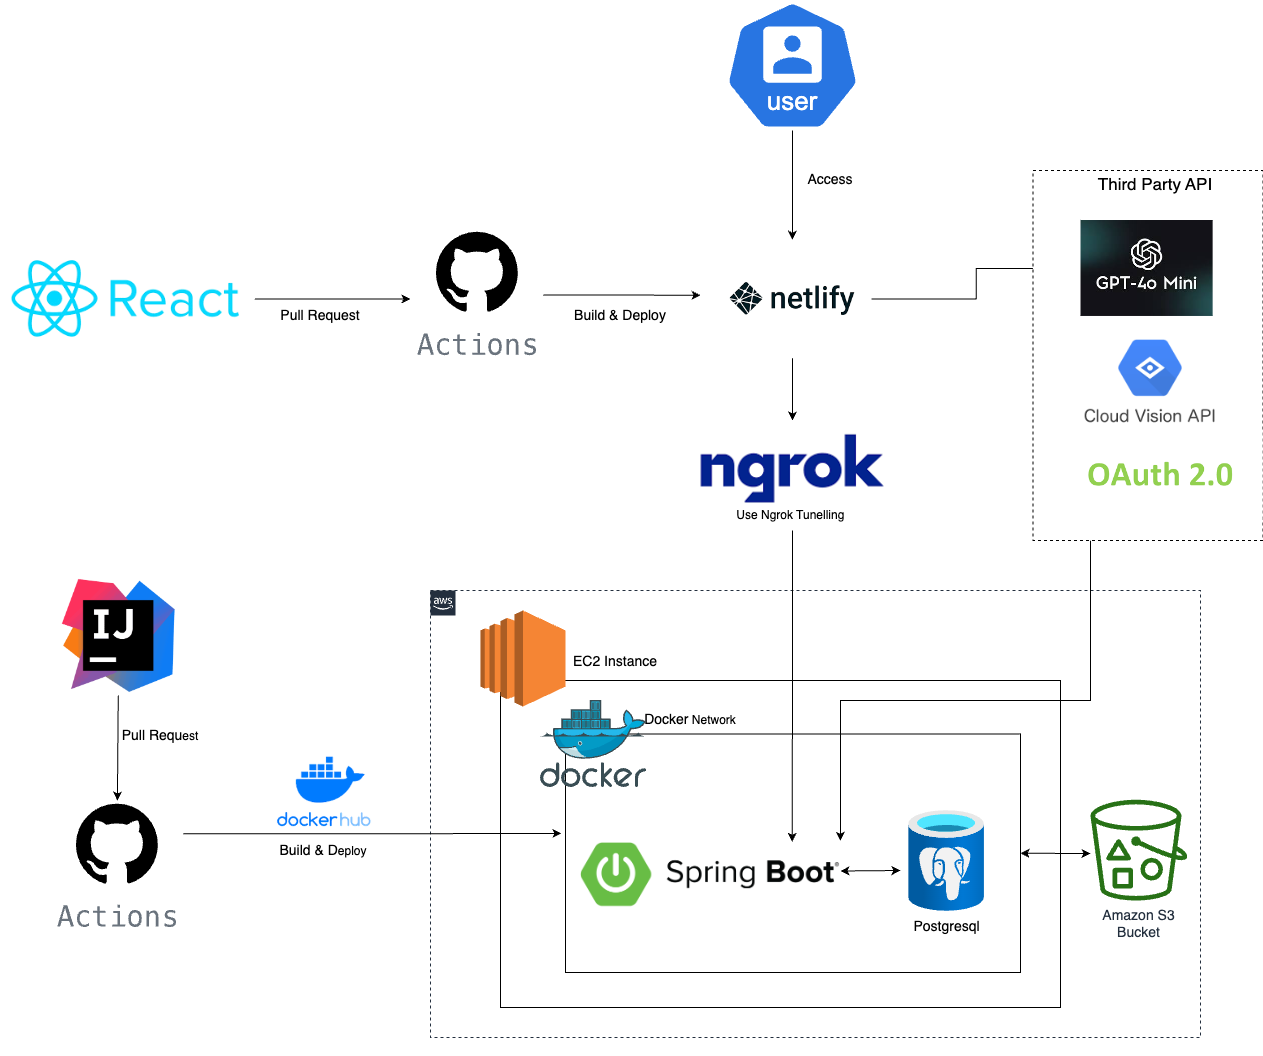 user
Access
Third Party API
GPT-4o Mini
React
Pull Request
Actions
Build & Deploy
netlify
Cloud Vision API
OAuth 2.0
ngrok
Use Ngrok Tunelling
IJ
aws
EC2 Instance
Docker Network
docker
Pull Request
dockerhub
Build & Deploy
Actions
Spring Boot
Postgresql
Amazon S3
Bucket